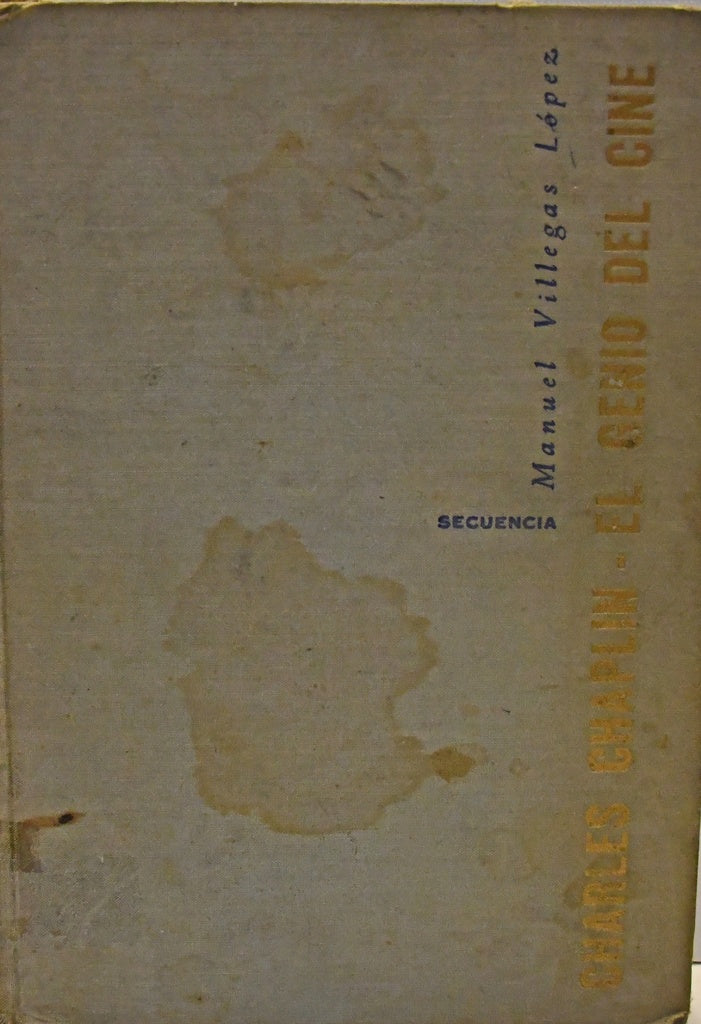 Manuel Villegas López
SECUENCIA
CHARLES CHAPLIN - EL GENIO DEL CINE